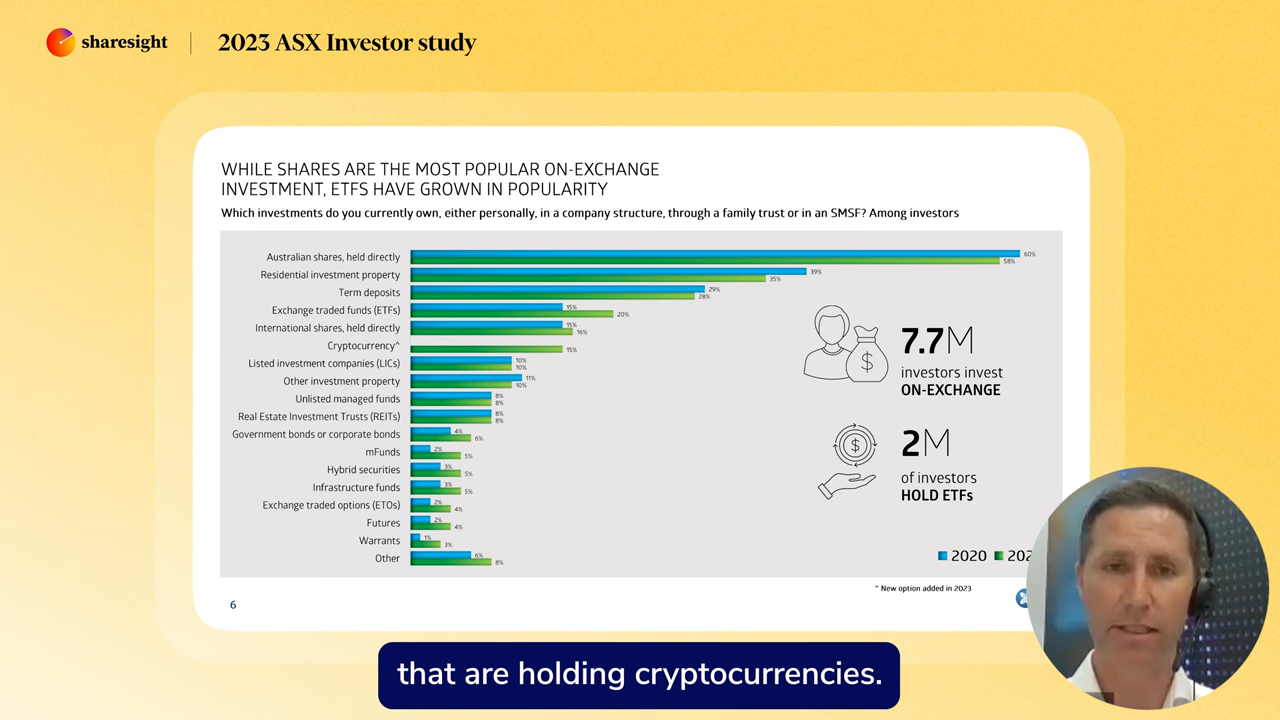 sharesight
2023 ASX Investor study
WHILE SHARES ARE THE MOST POPULAR ON-EXCHANGE
INVESTMENT, ETFS HAVE GROWN IN POPULARITY
Which investments do you currently own, either personally, in a company structure, through a family trust or in an SMSF? Among investors
Australian shares, held directly 60% 58%
Residential investment property 39% 35%
Term deposits 29% 28%
Exchange traded funds (ETFs) 15% 20%
International shares, held directly 15% 16%
Cryptocurrency^ 15%
Listed investment companies (LICs) 10% 10%
Other investment property 11% 10%
Unlisted managed funds 8% 8%
Real Estate Investment Trusts (REITs) 8% 8%
Government bonds or corporate bonds 4% 6%
mFunds 2% 5%
Hybrid securities 3% 5%
Infrastructure funds 3% 5%
Exchange traded options (ETOs) 2% 4%
Futures 2% 4%
Warrants 1% 3%
Other 6% 8%
7.7M
investors invest
ON-EXCHANGE
$
$
2M
of investors
HOLD ETFs
2020 202
^ New option added in 2023
6
that are holding cryptocurrencies.